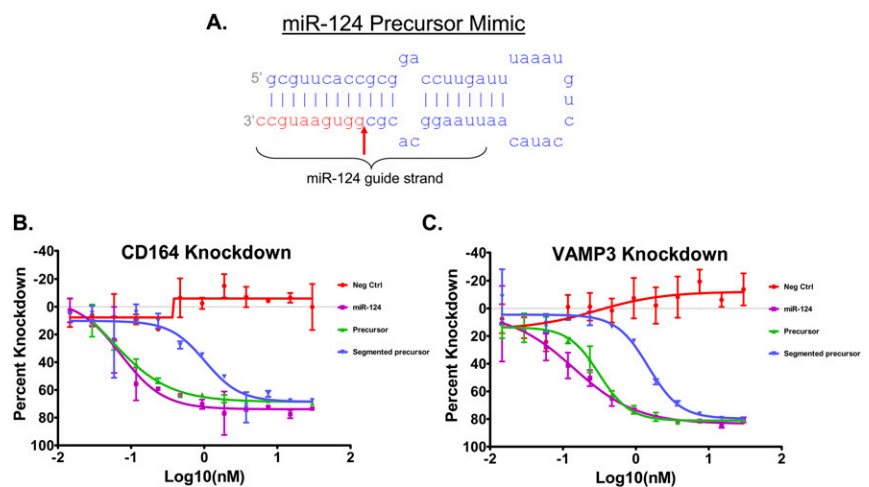 A. miR-124 Precursor Mimic
ga uaaau
5' gcguucaccgcg ccuugauu g
u
3' ccguaaguggcgc ggaauuaa c
ac cauac
miR-124 guide strand
B.
CD164 Knockdown
Percent Knockdown
-40
-20
0
20
40
60
80
100
-2 -1 0 1 2
Log10(nM)
Neg Ctrl
miR-124
Precursor
Segmented precursor
C.
VAMP3 Knockdown
Percent Knockdown
-40
-20
0
20
40
60
80
100
-2 -1 0 1 2
Log10(nM)
Neg Ctrl
miR-124
Precursor
Segmented precursor